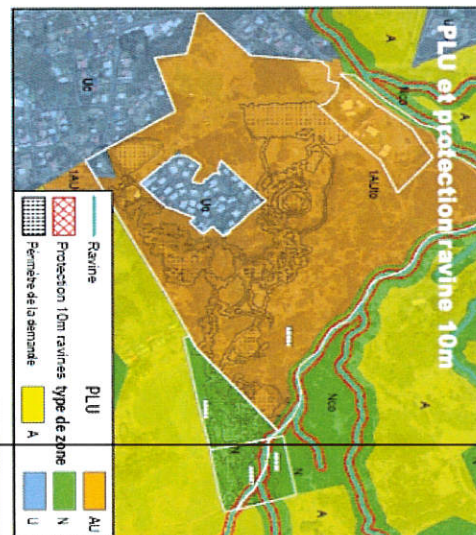 PLU et protection ravine 10m
A
U
A
A
Nco
A
Uc
1AUto
Uc
1AU
Nco
A
N
N
A
Ravine
Protection 10m ravines
Périmètre de la demande
PLU
type de zone
A
AU
N
U